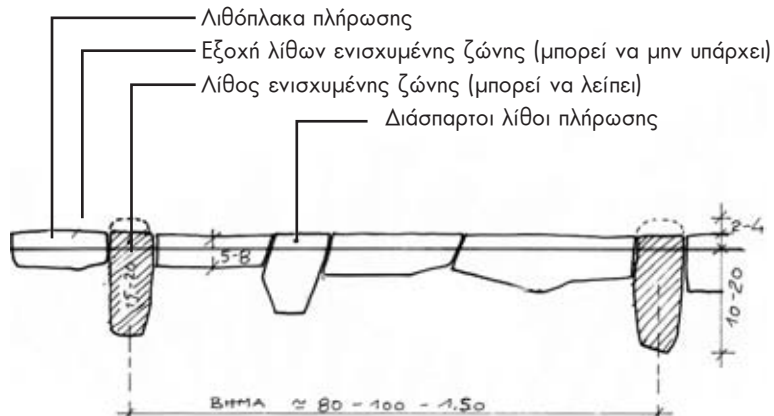 Λιθόπλακα πλήρωσης
Εξοχή λίθων ενισχυμένης ζώνης (μπορεί να μην υπάρχει)
Λίθος ενισχυμένης ζώνης (μπορεί να λείπει)
Διάσπαρτοι λίθοι πλήρωσης
2-4
5-8
15-20
10-20
ΒΗΜΑ ≃ 80 - 100 - 1.50